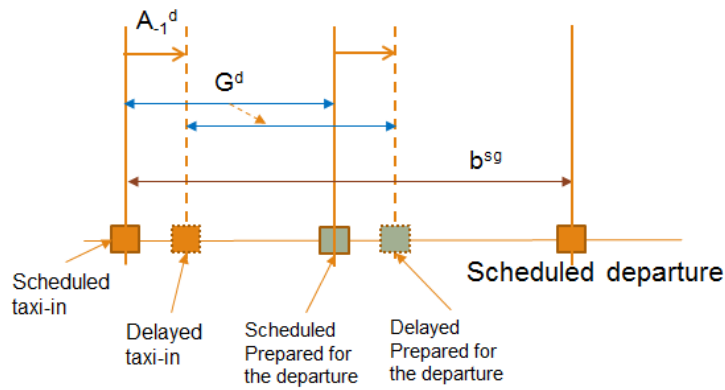 A-1d
Gd
bsg
Scheduled departure
Scheduled
taxi-in
Delayed
taxi-in
Scheduled
Prepared for
the departure
Delayed
Prepared for
the departure